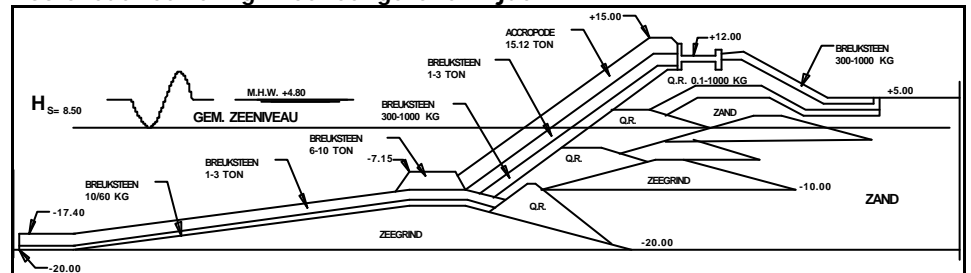 +15.00
ACCROPODE
15.12 TON
+12.00
BREUKSTEEN
1-3 TON
BREUKSTEEN
300-1000 KG
Q.R. 0.1-1000 KG
H S= 8.50
M.H.W. +4.80
+5.00
BREUKSTEEN
300-1000 KG
GEM. ZEENIVEAU
Q.R.
ZAND
BREUKSTEEN
6-10 TON
-7.15
BREUKSTEEN
1-3 TON
Q.R.
BREUKSTEEN
10/60 KG
ZEEGRIND
-10.00
ZAND
-17.40
Q.R.
ZEEGRIND
-20.00
-20.00